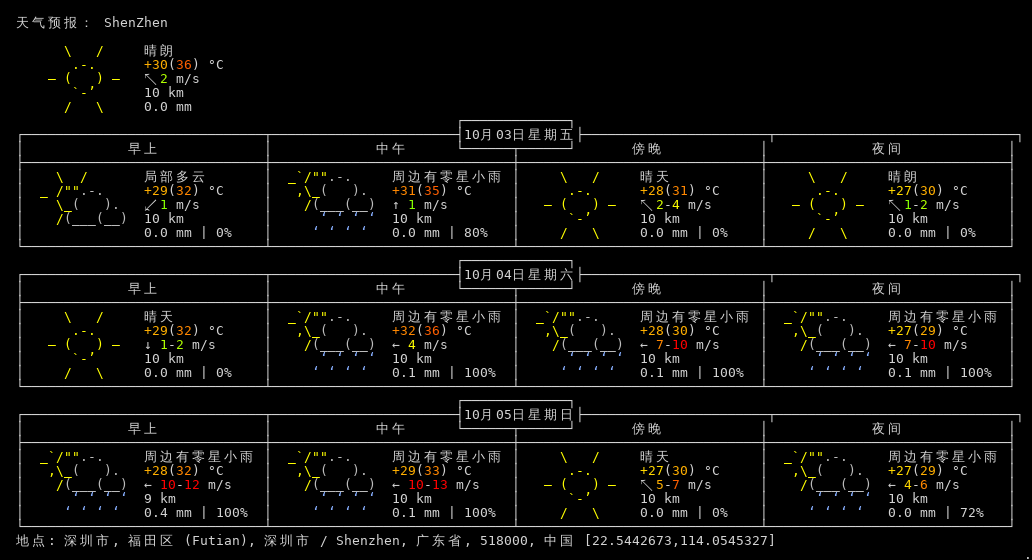 天气预报： ShenZhen
晴朗
+30(36) °C
↖ 2 m/s
10 km
0.0 mm
10月03日星期五
早上 中午 傍晚 夜间
局部多云 周边有零星小雨 晴天 晴朗
+29(32) °C +31(35) °C +28(31) °C +27(30) °C
↙ 1 m/s ↑ 1 m/s ↖ 2-4 m/s ↖ 1-2 m/s
10 km 10 km 10 km 10 km
0.0 mm | 0% 0.0 mm | 80% 0.0 mm | 0% 0.0 mm | 0%
10月04日星期六
早上 中午 傍晚 夜间
晴天 周边有零星小雨 周边有零星小雨 周边有零星小雨
+29(32) °C +32(36) °C +28(30) °C +27(29) °C
↓ 1-2 m/s ← 4 m/s ← 7-10 m/s ← 7-10 m/s
10 km 10 km 10 km 10 km
0.0 mm | 0% 0.1 mm | 100% 0.1 mm | 100% 0.1 mm | 100%
10月05日星期日
早上 中午 傍晚 夜间
周边有零星小雨 周边有零星小雨 晴天 周边有零星小雨
+28(32) °C +29(33) °C +27(30) °C +27(29) °C
← 10-12 m/s ← 10-13 m/s ↖ 5-7 m/s ← 4-6 m/s
9 km 10 km 10 km 10 km
0.4 mm | 100% 0.1 mm | 100% 0.0 mm | 0% 0.0 mm | 72%
地点: 深圳市, 福田区 (Futian), 深圳市 / Shenzhen, 广东省, 518000, 中国 [22.5442673,114.0545327]